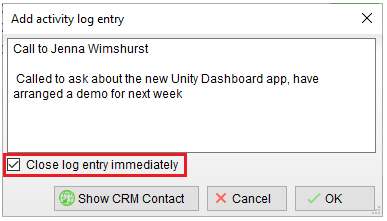 Add activity log entry
Call to Jenna Wimshurst
Called to ask about the new Unity Dashboard app, have
arranged a demo for next week
Close log entry immediately
Show CRM Contact
Cancel
OK